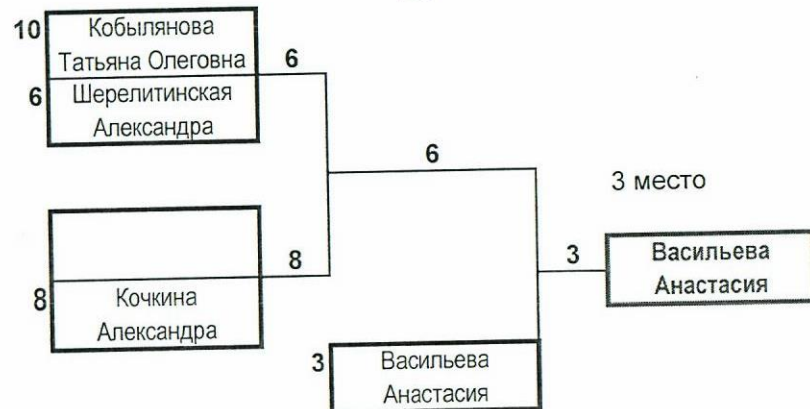 10 Кобылянова
Татьяна Олеговна 6
6 Шерелитинская
Александра
6
3 место
8
3 Васильева
Анастасия
8 Кочкина
Александра
3 Васильева
Анастасия